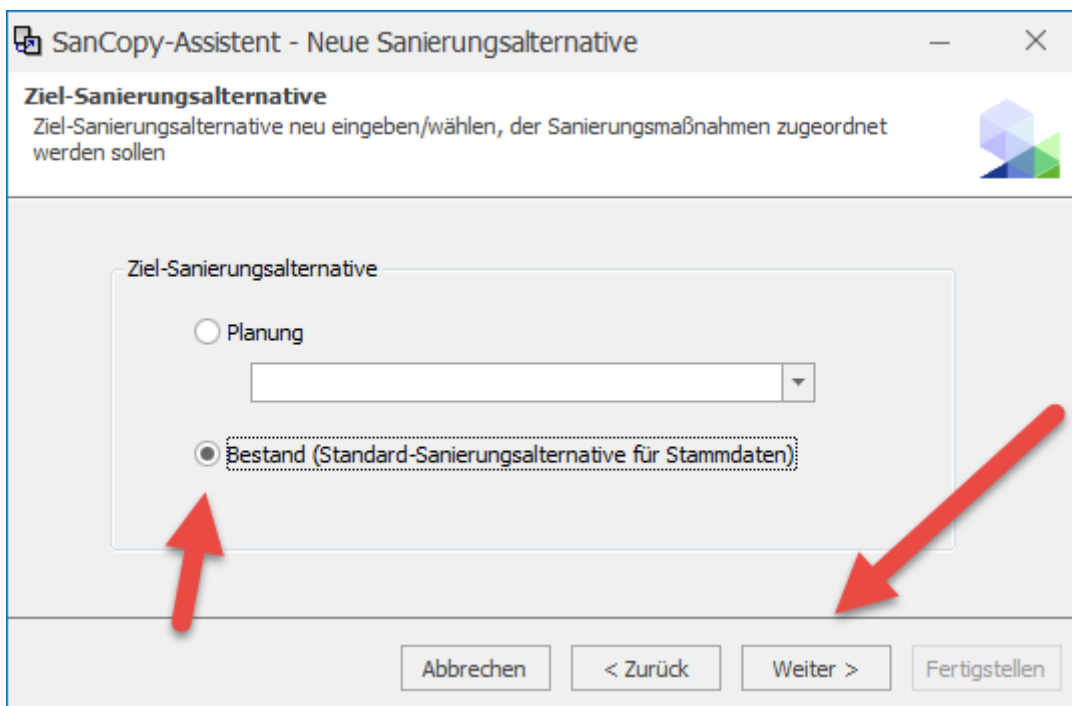 SanCopy-Assistent - Neue Sanierungsalternative
Ziel-Sanierungsalternative
Ziel-Sanierungsalternative neu eingeben/wählen, der Sanierungsmaßnahmen zugeordnet
werden sollen
Ziel-Sanierungsalternative
Planung
Bestand (Standard-Sanierungsalternative für Stammdaten)
Abbrechen
< Zurück
Weiter >
Fertigstellen